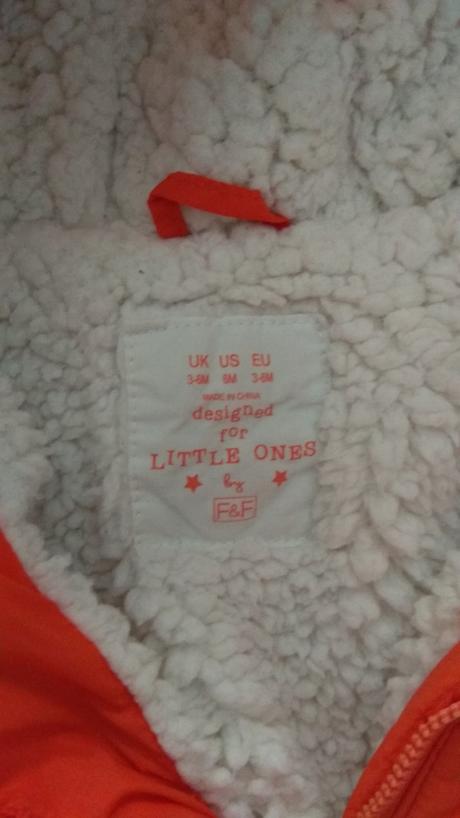 UK US EU
3-6M 6M 3-6M
MADE IN CHINA
designed
for
LITTLE ONES
by
F&F